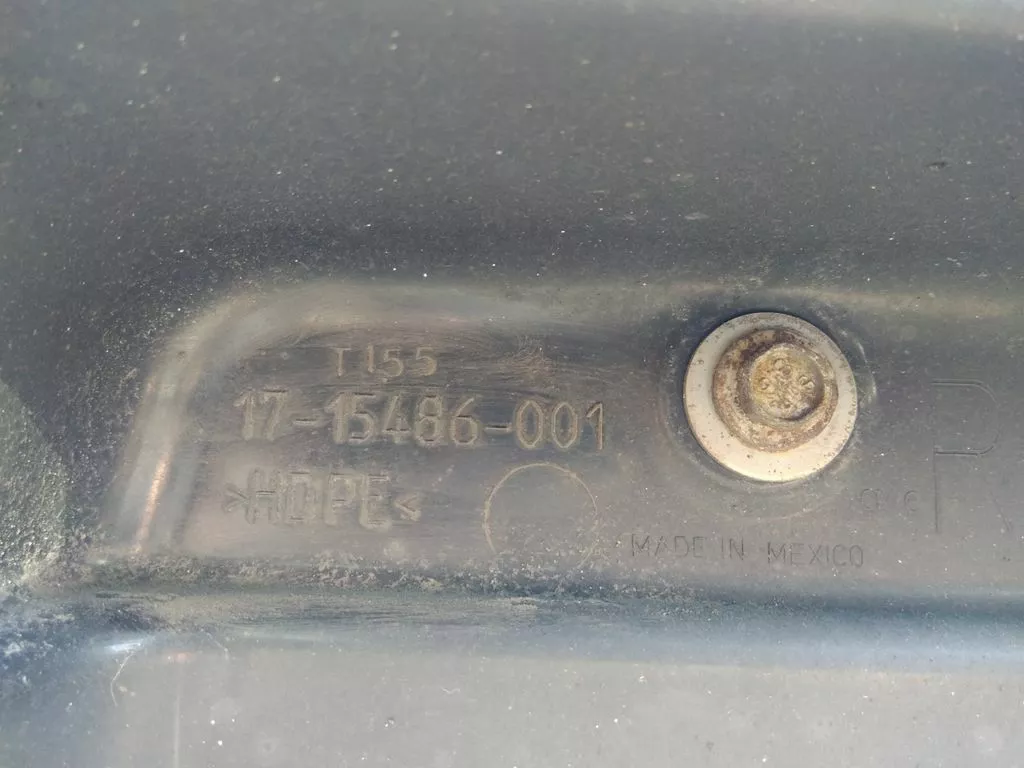 T155
17-15486-001
>HDPE<
R
MADE IN MEXICO